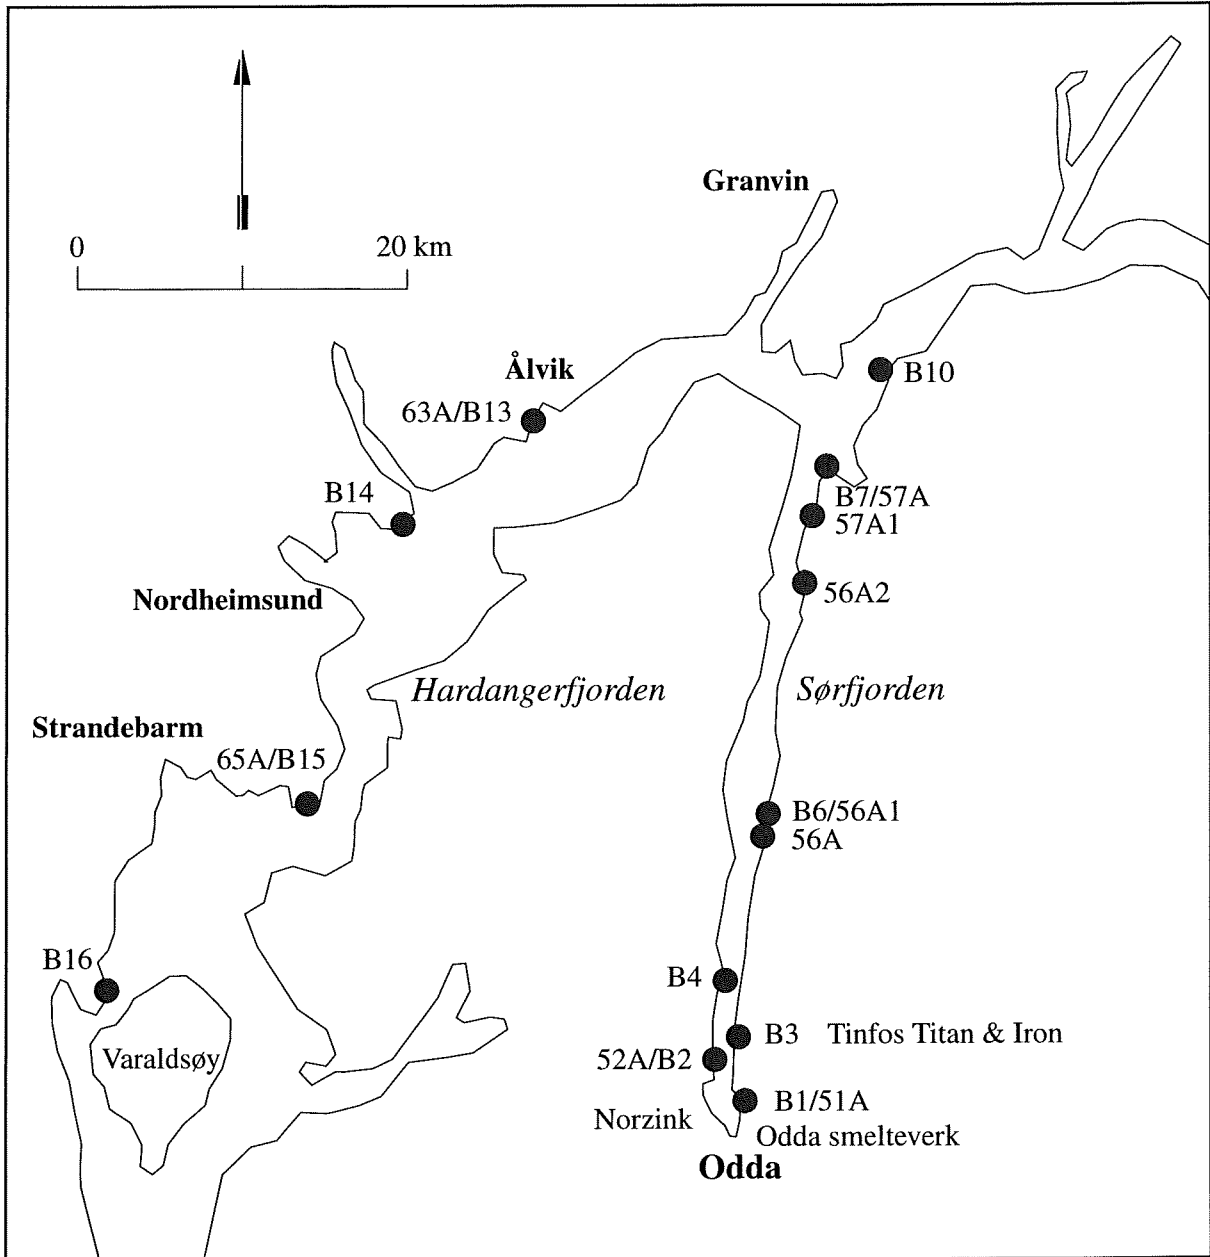 Granvin
0 20 km
Ålvik
B10
63A/B13
B14
B7/57A
57A1
56A2
Nordheimsund
Hardangerfjorden
Sørfjorden
Strandebarm
65A/B15
B6/56A1
56A
B16
B4
B3 Tinfos Titan & Iron
Varaldsøy
52A/B2
B1/51A
Norzink
Odda smelteverk
Odda